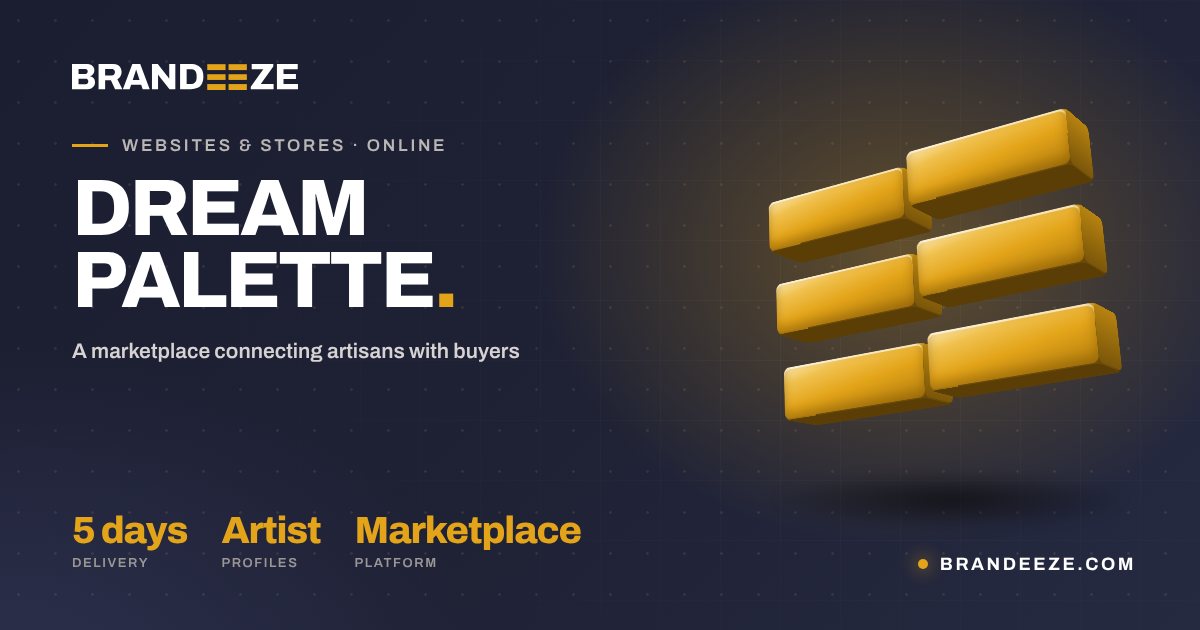 BRANDEEZE
WEBSITES & STORES · ONLINE
DREAM
PALETTE.
A marketplace connecting artisans with buyers
5 days Artist Marketplace
DELIVERY PROFILES PLATFORM
BRANDEEZE.COM